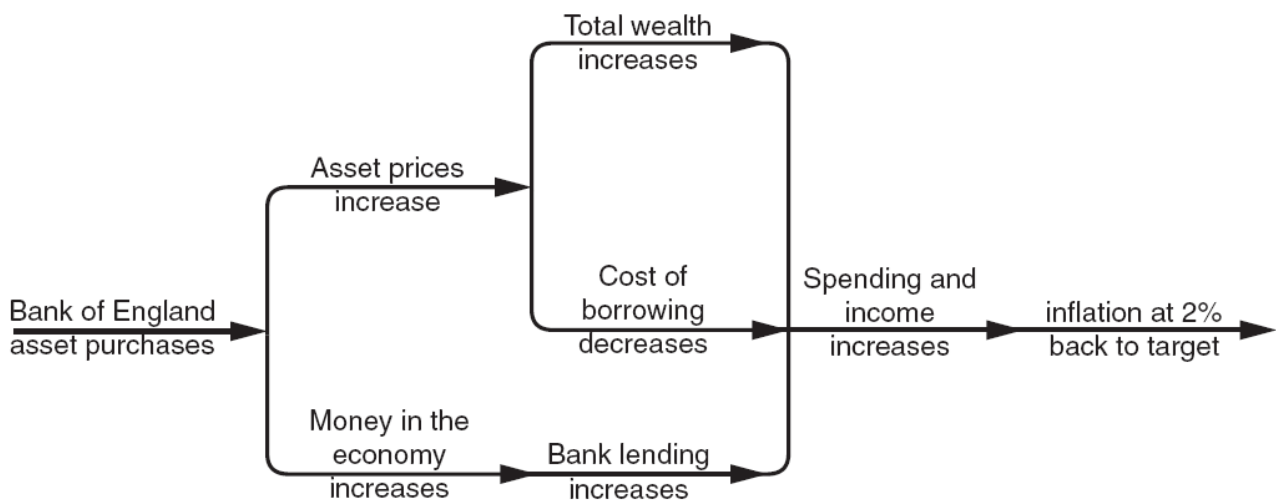 Total wealth
increases
Asset prices
increase
Cost of
borrowing
decreases
Bank of England
asset purchases
Spending and
income
increases
inflation at 2%
back to target
Money in the
economy
increases
Bank lending
increases